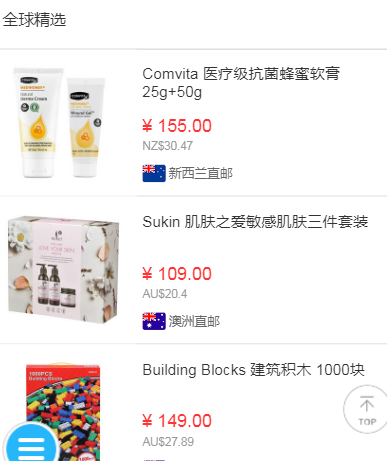 全球精选
Comvita 医疗级抗菌蜂蜜软膏
25g+50g
¥ 155.00
NZ$30.47
新西兰直邮
Sukin 肌肤之爱敏感肌肤三件套装
¥ 109.00
AU$20.4
澳洲直邮
1000PCS
Building Blocks
Building Blocks 建筑积木 1000块
¥ 149.00
AU$27.89
TOP